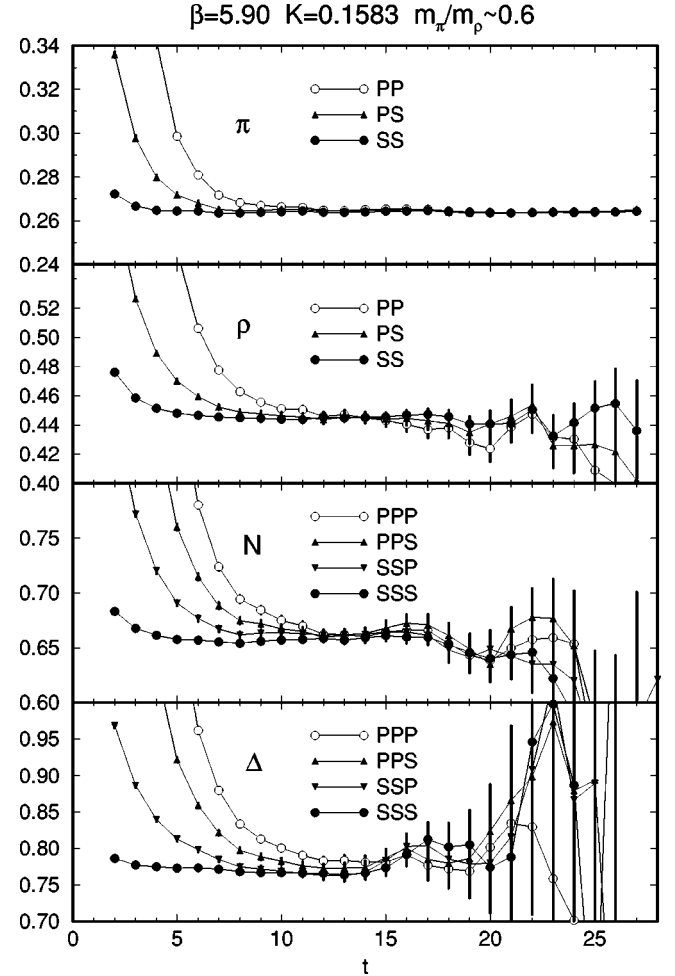 β=5.90 K=0.1583 mπ/mρ~0.6
0.34
0.32
0.30
0.28
0.26
0.24
π
PP
PS
SS
0.52
0.50
0.48
0.46
0.44
0.42
0.40
ρ
PP
PS
SS
0.75
0.70
0.65
0.60
N
PPP
PPS
SSP
SSS
0.95
0.90
0.85
0.80
0.75
0.70
Δ
PPP
PPS
SSP
SSS
0 5 10 15 20 25
t